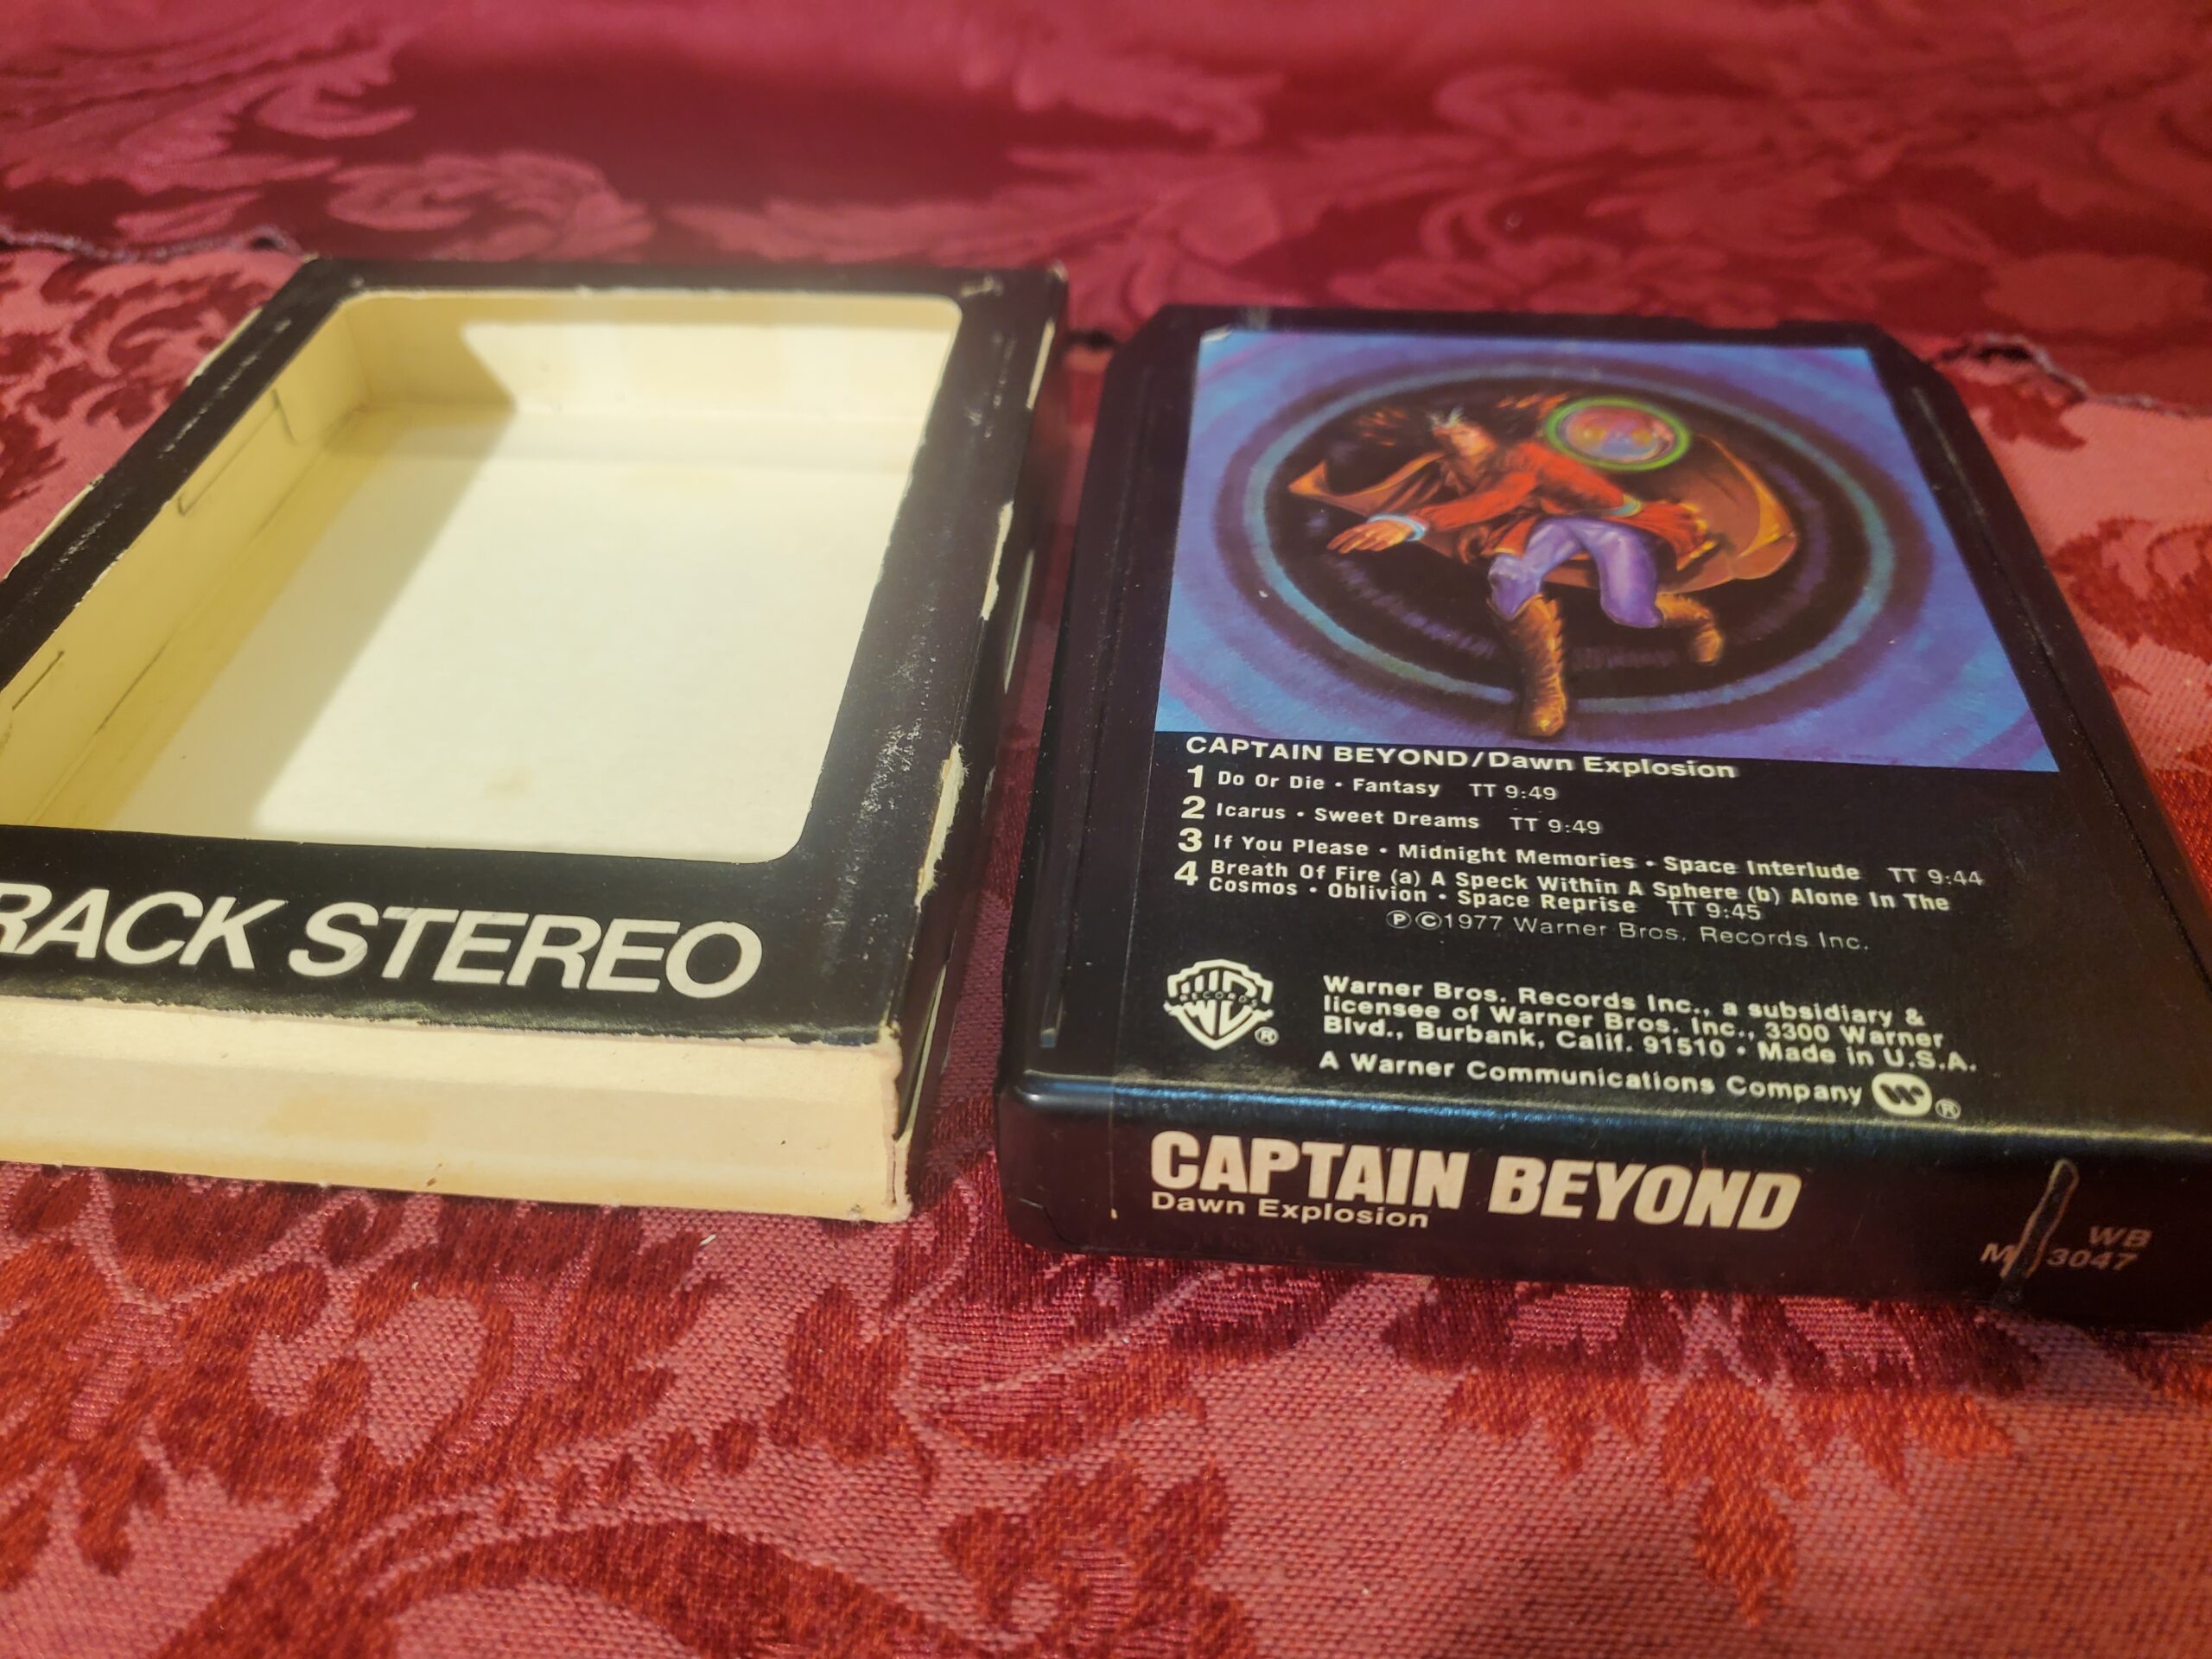 RACK STEREO
CAPTAIN BEYOND/Dawn Explosion
1 Do Or Die • Fantasy TT 9:49
2 Icarus • Sweet Dreams TT 9:49
3 If You Please • Midnight Memories • Space Interlude TT 9:44
4 Breath Of Fire (a) A Speck Within A Sphere (b) Alone In The
Cosmos • Oblivion • Space Reprise TT 9:45
℗©1977 Warner Bros. Records Inc.
RECORDS
®
Warner Bros. Records Inc., a subsidiary &
licensee of Warner Bros. Inc., 3300 Warner
Blvd., Burbank, Calif. 91510 • Made in U.S.A.
A Warner Communications Company ®
CAPTAIN BEYOND
Dawn Explosion
WB
M 3047